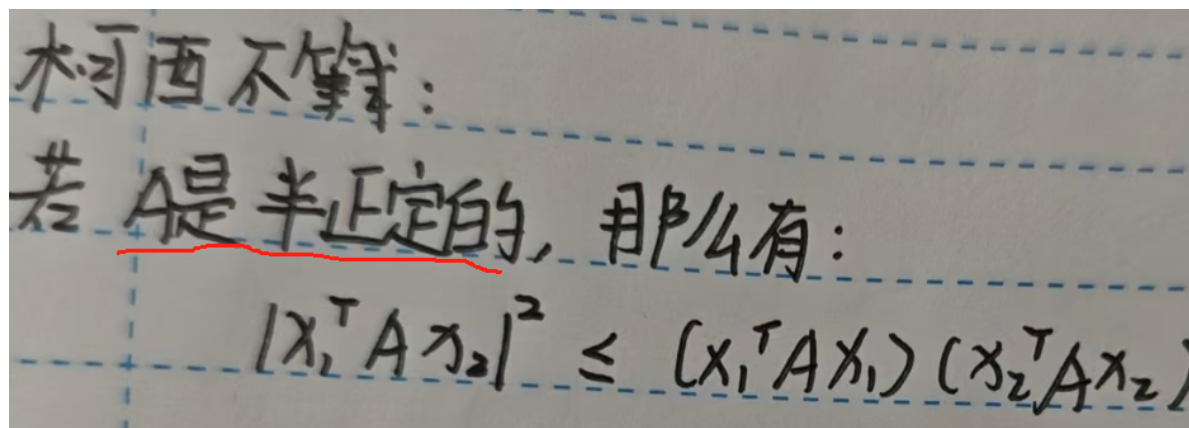 柯西不等式:
若 A是半正定的, 那么有:
|x₁ᵀAx₂|² ≤ (x₁ᵀAx₁)(x₂ᵀAx₂)